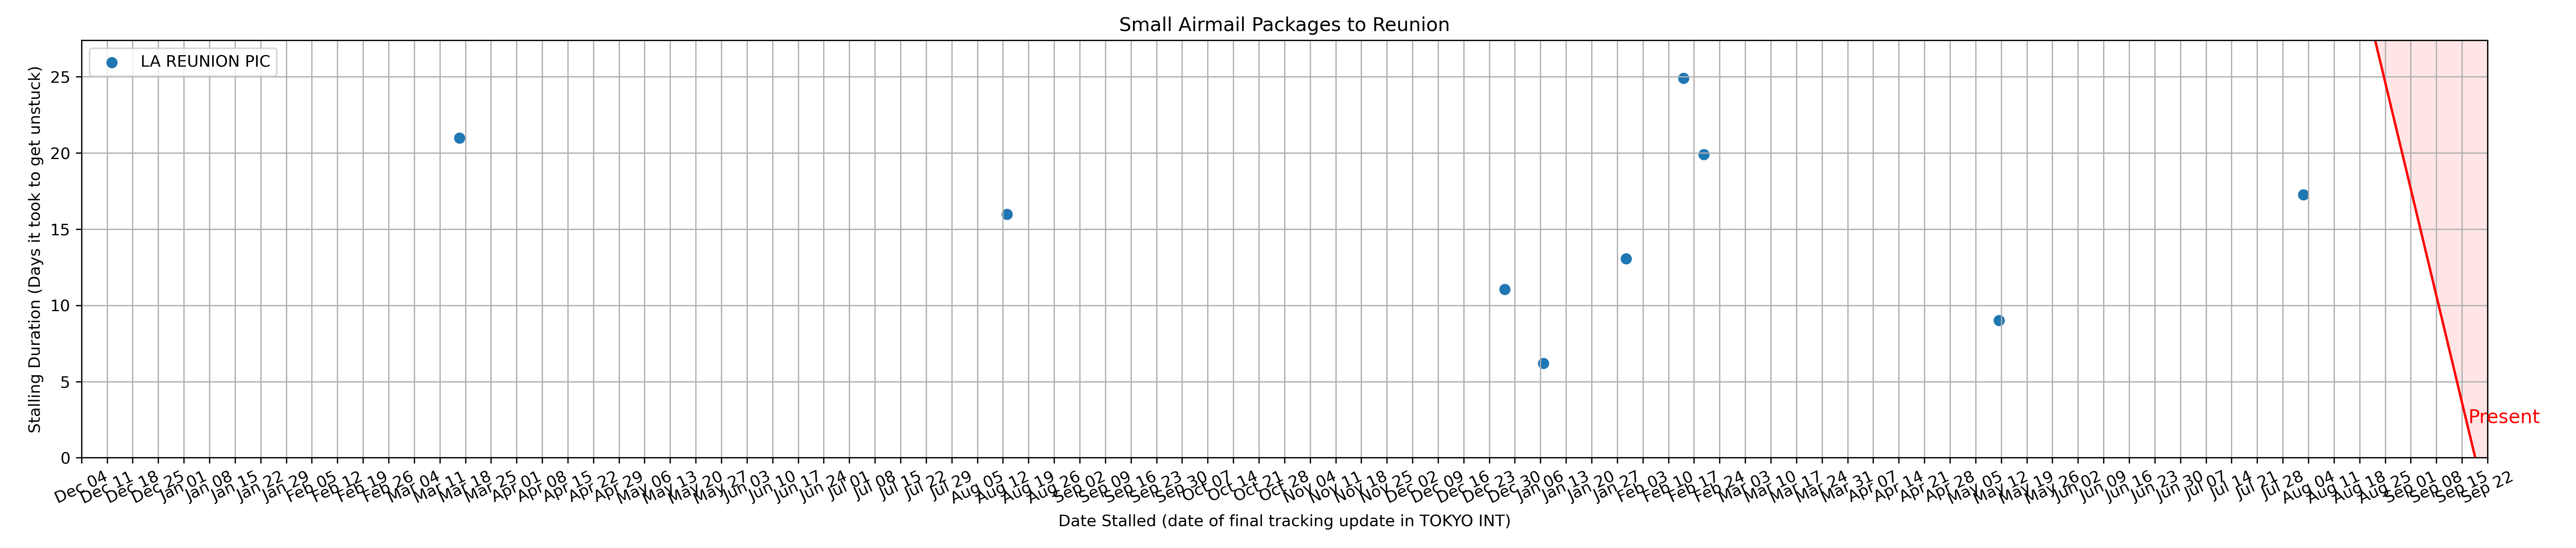 Small Airmail Packages to Reunion
LA REUNION PIC
Stalling Duration (Days it took to get unstuck)
25
20
15
10
5
0
Present
Dec 04
Dec 11
Dec 18
Dec 25
Jan 01
Jan 08
Jan 15
Jan 22
Jan 29
Feb 05
Feb 12
Feb 19
Feb 26
Mar 04
Mar 11
Mar 18
Mar 25
Apr 01
Apr 08
Apr 15
Apr 22
Apr 29
May 06
May 13
May 20
May 27
Jun 03
Jun 10
Jun 17
Jun 24
Jul 01
Jul 08
Jul 15
Jul 22
Jul 29
Aug 05
Aug 12
Aug 19
Aug 26
Sep 02
Sep 09
Sep 16
Sep 23
Sep 30
Oct 07
Oct 14
Oct 21
Oct 28
Nov 04
Nov 11
Nov 18
Nov 25
Dec 02
Dec 09
Dec 16
Dec 23
Dec 30
Jan 06
Jan 13
Jan 20
Jan 27
Feb 03
Feb 10
Feb 17
Feb 24
Mar 03
Mar 10
Mar 17
Mar 24
Mar 31
Apr 07
Apr 14
Apr 21
Apr 28
May 05
May 12
May 19
May 26
Jun 02
Jun 09
Jun 16
Jun 23
Jun 30
Jul 07
Jul 14
Jul 21
Jul 28
Aug 04
Aug 11
Aug 18
Aug 25
Sep 01
Sep 08
Sep 15
Sep 22
Date Stalled (date of final tracking update in TOKYO INT)